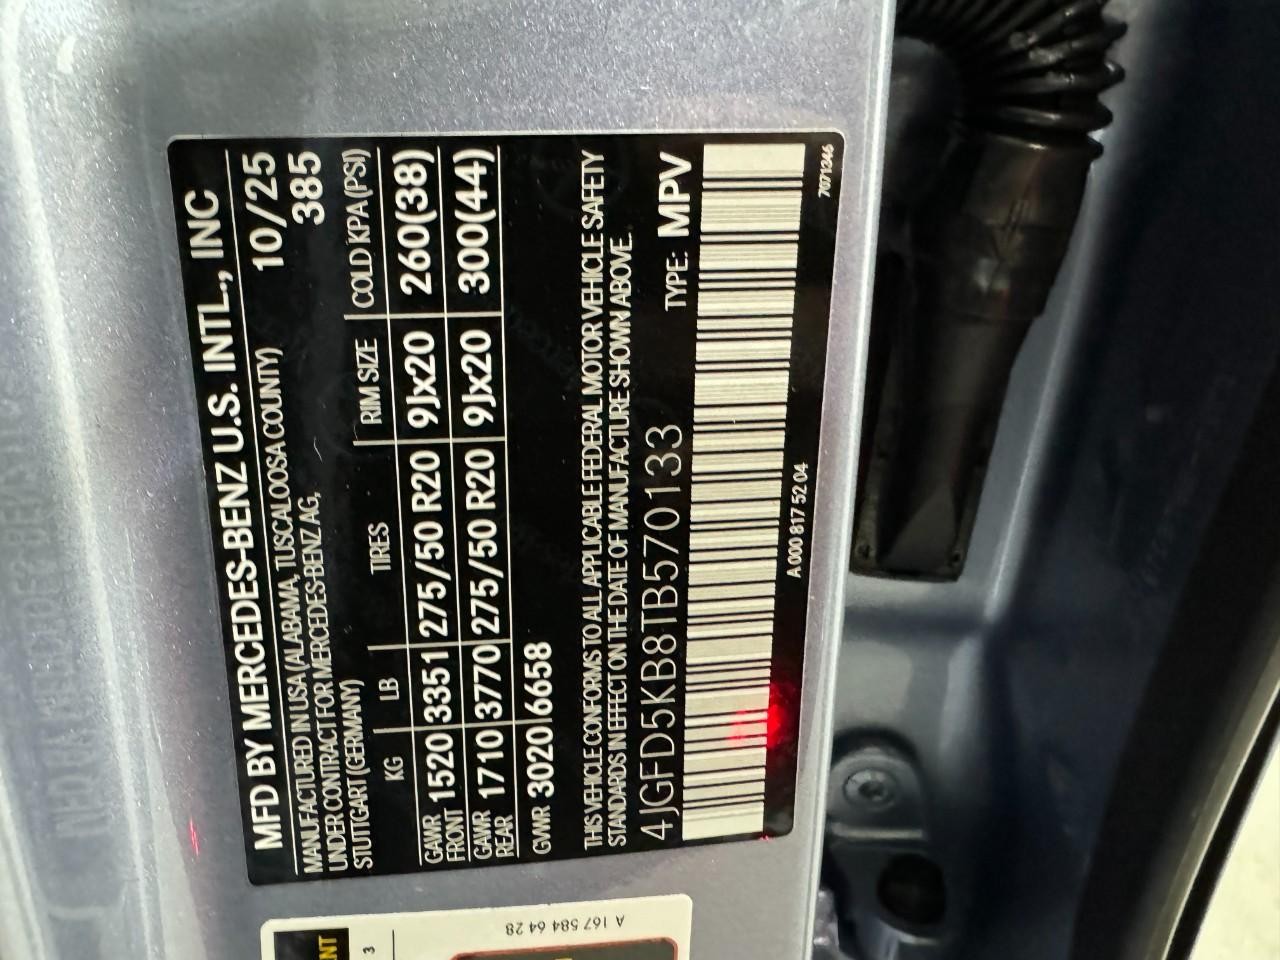 MFD BY MERCEDES-BENZ U.S. INTL., INC
MANUFACTURED IN USA (ALABAMA, TUSCALOOSA COUNTY) 10/25
UNDER CONTRACT FOR MERCEDES-BENZ AG, 385
STUTTGART (GERMANY)
KG LB TIRES RIM SIZE COLD KPA (PSI)
GAWR FRONT 1520 3351 275/50 R20 9Jx20 260(38)
GAWR REAR 1710 3770 275/50 R20 9Jx20 300(44)
GVWR 3020 6658
THIS VEHICLE CONFORMS TO ALL APPLICABLE FEDERAL MOTOR VEHICLE SAFETY
STANDARDS IN EFFECT ON THE DATE OF MANUFACTURE SHOWN ABOVE.
4JGFD5KB8TB570133 TYPE: MPV
A 000 817 52 04 7071346
A 167 584 64 28
3